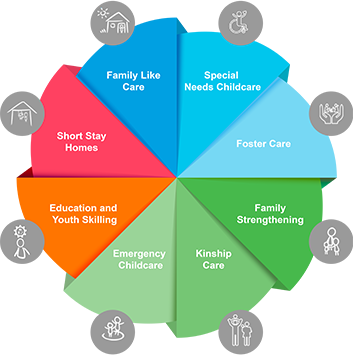 Family Like
Care
Special
Needs Childcare
Foster Care
Family
Strengthening
Kinship
Care
Emergency
Childcare
Education and
Youth Skilling
Short Stay
Homes